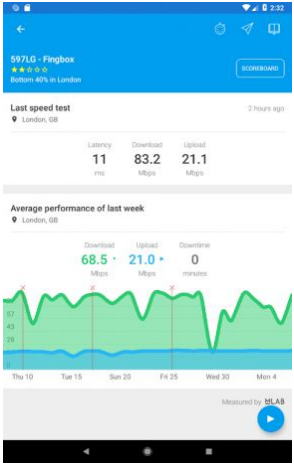 2:32
597LG - Fingbox
Bottom 40% in London
SCOREBOARD
Last speed test
2 hours ago
London, GB
Latency Download Upload
11 83.2 21.1
ms Mbps Mbps
Average performance of last week
London, GB
Download Upload Downtime
68.5 21.0 0
Mbps Mbps minutes
57
43
29
0
Thu 10 Tue 15 Sun 20 Fri 25 Wed 30 Mon 4
Measured by MLAB